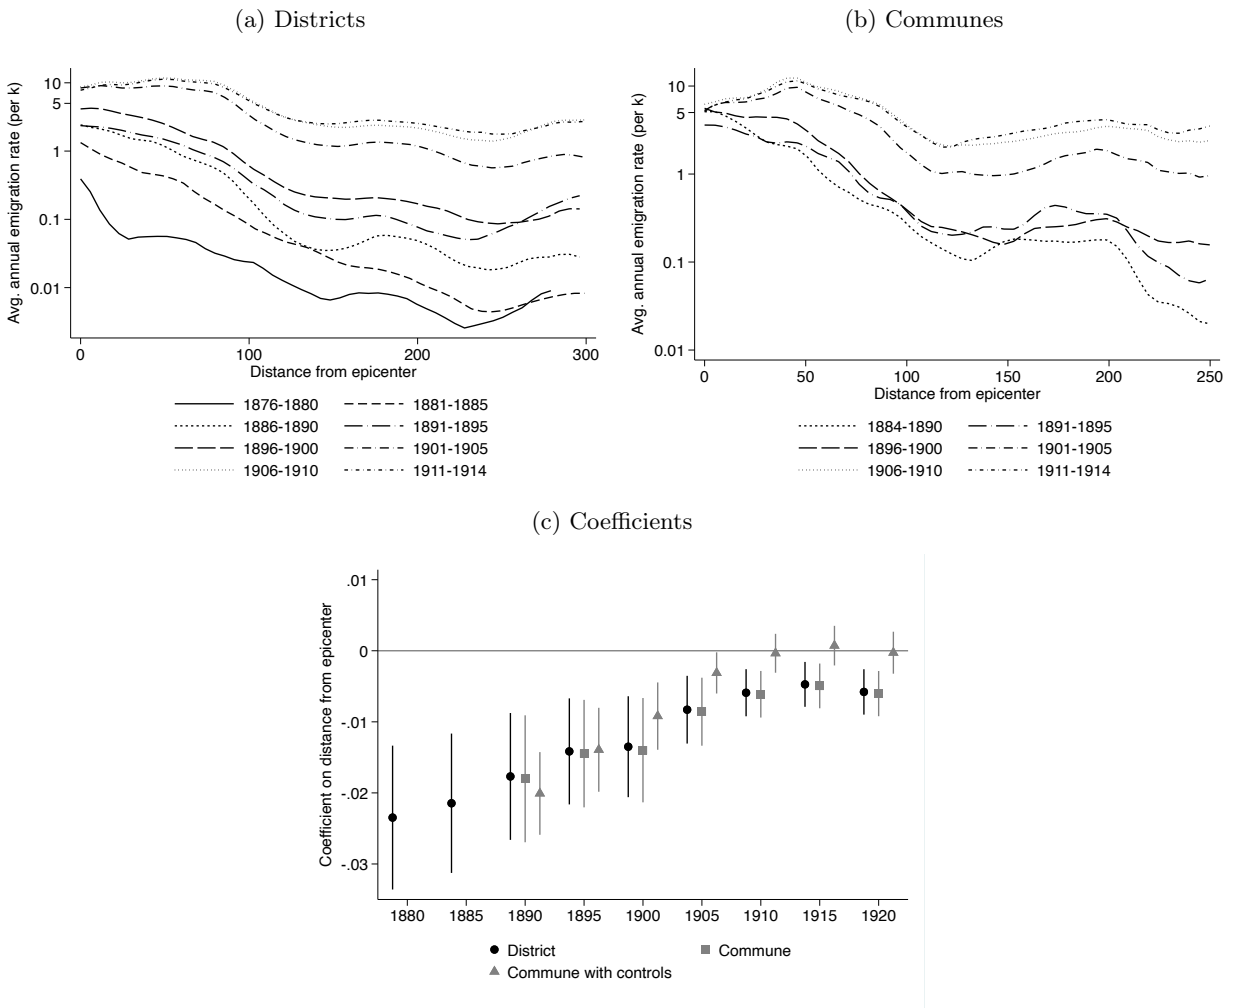 (a) Districts
Avg. annual emigration rate (per k)
10
5
1
0.1
0.01
0 100 200 300
Distance from epicenter
1876-1880 1881-1885
1886-1890 1891-1895
1896-1900 1901-1905
1906-1910 1911-1914
(b) Communes
Avg. annual emigration rate (per k)
10
5
1
0.1
0.01
0 50 100 150 200 250
Distance from epicenter
1884-1890 1891-1895
1896-1900 1901-1905
1906-1910 1911-1914
(c) Coefficients
Coefficient on distance from epicenter
.01
0
-.01
-.02
-.03
1880 1885 1890 1895 1900 1905 1910 1915 1920
District Commune
Commune with controls